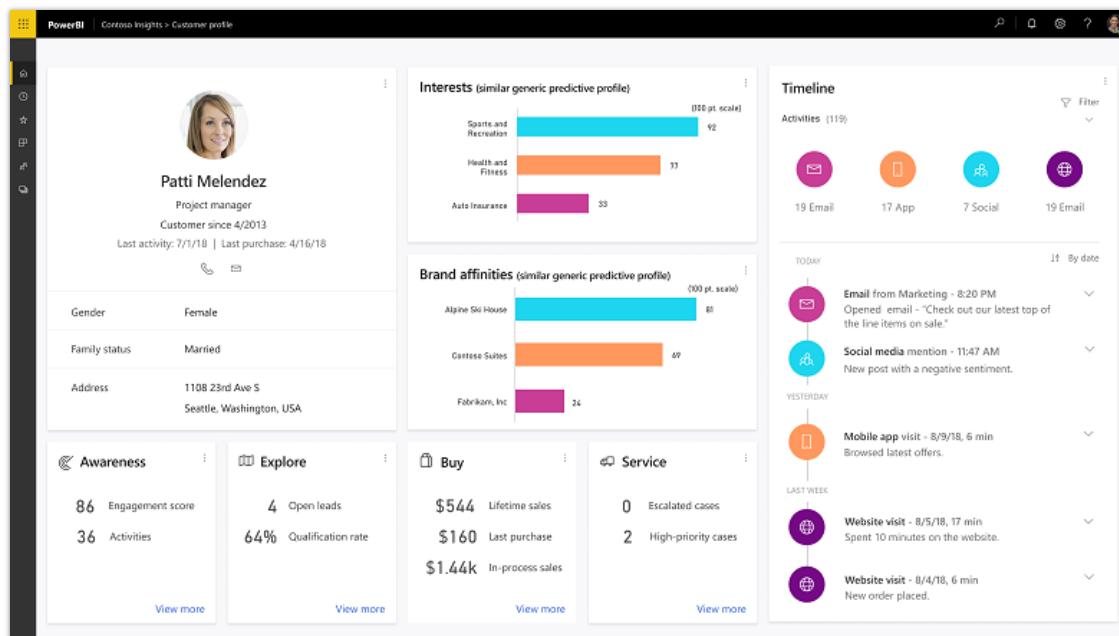 PowerBI
Contoso Insights > Customer profile
Patti Melendez
Project manager
Customer since 4/2013
Last activity: 7/1/18 | Last purchase: 4/16/18
Gender Female
Family status Married
Address 1108 23rd Ave S
Seattle, Washington, USA
Interests (similar generic predictive profile)
(100 pt. scale)
Sports and
Recreation
92
Health and
Fitness
33
Auto Insurance 33
Brand affinities (similar generic predictive profile)
(100 pt. scale)
Alpine Ski House 81
Contoso Suites 69
Fabrikam, Inc 24
Awareness
86 Engagement score
36 Activities
View more
Explore
4 Open leads
64% Qualification rate
View more
Buy
$544 Lifetime sales
$160 Last purchase
$1.44k In-process sales
View more
Service
0 Escalated cases
2 High-priority cases
View more
Timeline
Filter
Activities (119)
19 Email 17 App 7 Social 19 Email
TODAY By date
Email from Marketing - 8:20 PM
Opened email - "Check out our latest top of
the line items on sale."
Social media mention - 11:47 AM
New post with a negative sentiment.
YESTERDAY
Mobile app visit - 8/9/18, 6 min
Browsed latest offers.
LAST WEEK
Website visit - 8/5/18, 17 min
Spent 10 minutes on the website.
Website visit - 8/4/18, 6 min
New order placed.